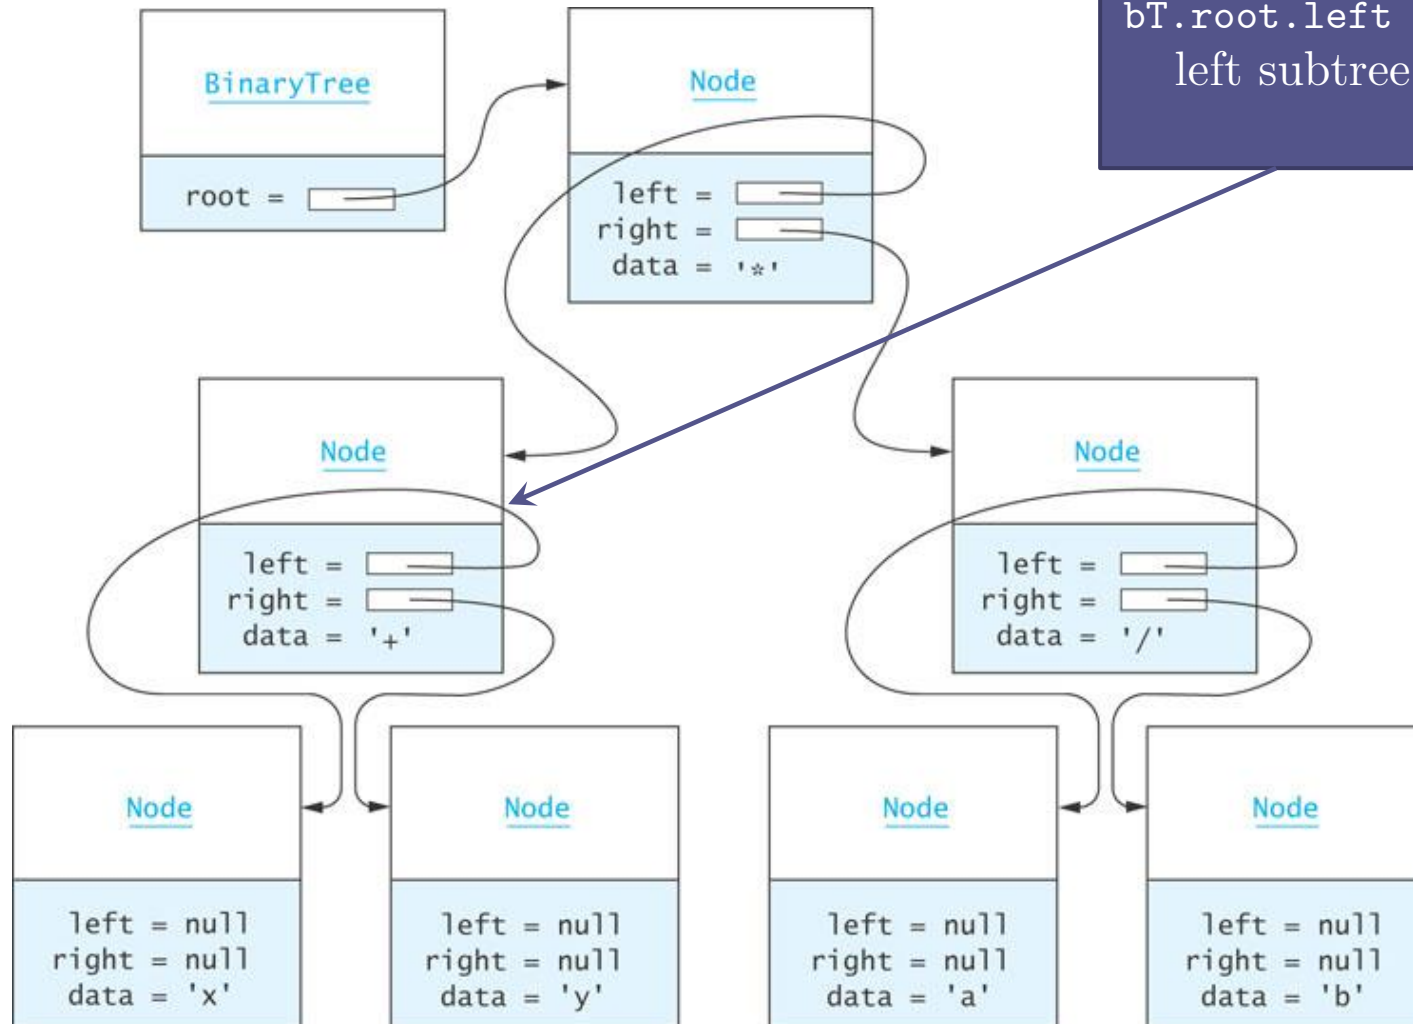 bT.root.left
left subtree
BinaryTree
root =
Node
left =
right =
data = '*'
Node
left =
right =
data = '+'
Node
left =
right =
data = '/'
Node
left = null
right = null
data = 'x'
Node
left = null
right = null
data = 'y'
Node
left = null
right = null
data = 'a'
Node
left = null
right = null
data = 'b'